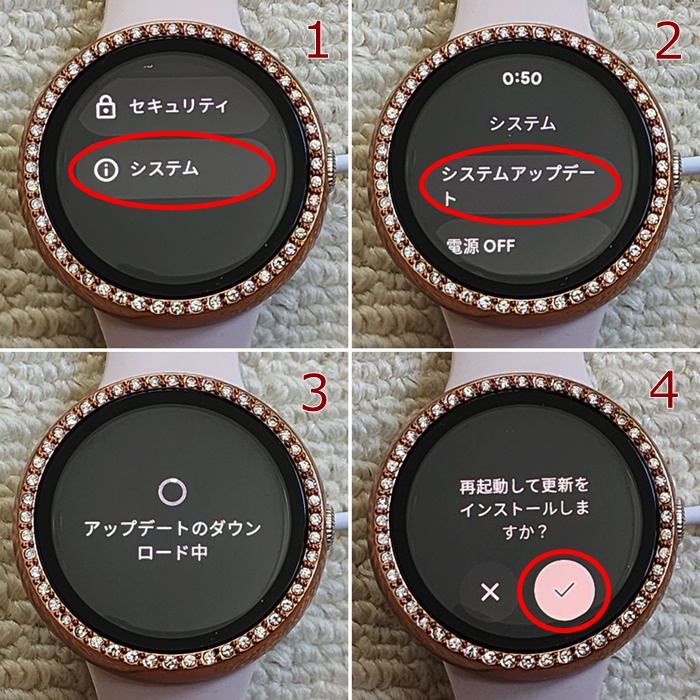 1
セキュリティ
システム
2
0:50
システム
システムアップデー
ト
電源 OFF
3
アップデートのダウン
ロード中
4
再起動して更新を
インストールしま
すか？